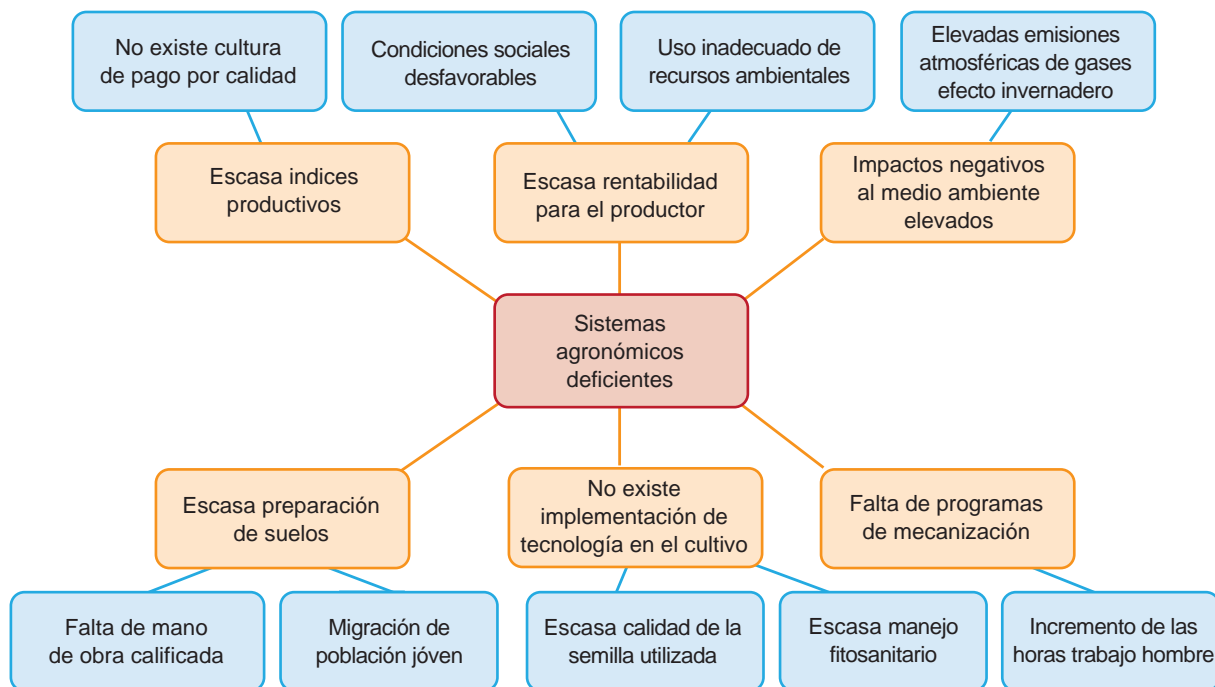 No existe cultura
de pago por calidad
Condiciones sociales
desfavorables
Uso inadecuado de
recursos ambientales
Elevadas emisiones
atmosféricas de gases
efecto invernadero
Escasa indices
productivos
Escasa rentabilidad
para el productor
Impactos negativos
al medio ambiente
elevados
Sistemas
agronómicos
deficientes
Escasa preparación
de suelos
No existe
implementación de
tecnología en el cultivo
Falta de programas
de mecanización
Falta de mano
de obra calificada
Migración de
población jóven
Escasa calidad de la
semilla utilizada
Escasa manejo
fitosanitario
Incremento de las
horas trabajo hombre